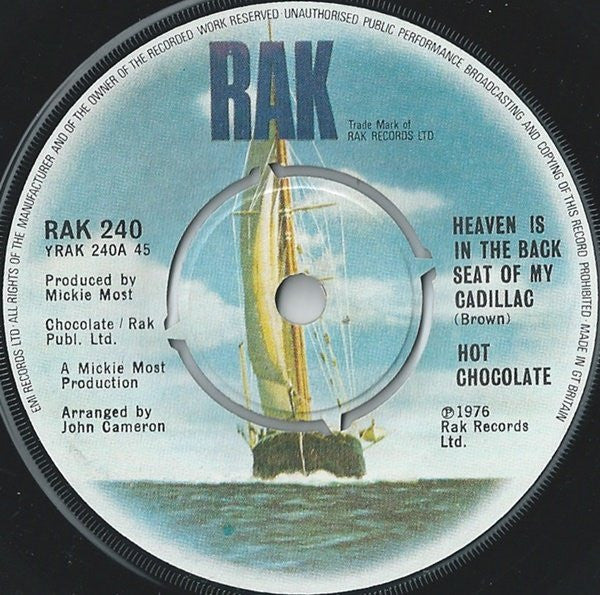 EMI RECORDS LTD · ALL RIGHTS OF THE MANUFACTURER AND OF THE OWNER OF THE RECORDED WORK RESERVED · UNAUTHORISED PUBLIC PERFORMANCE BROADCASTING AND COPYING OF THIS RECORD PROHIBITED · MADE IN GT BRITAIN
RAK
Trade Mark of
RAK RECORDS LTD
RAK 240
YRAK 240A 45
Produced by
Mickie Most
Chocolate / Rak
Publ. Ltd.
A Mickie Most
Production
Arranged by
John Cameron
HEAVEN IS
IN THE BACK
SEAT OF MY
CADILLAC
(Brown)
HOT
CHOCOLATE
℗ 1976
Rak Records
Ltd.